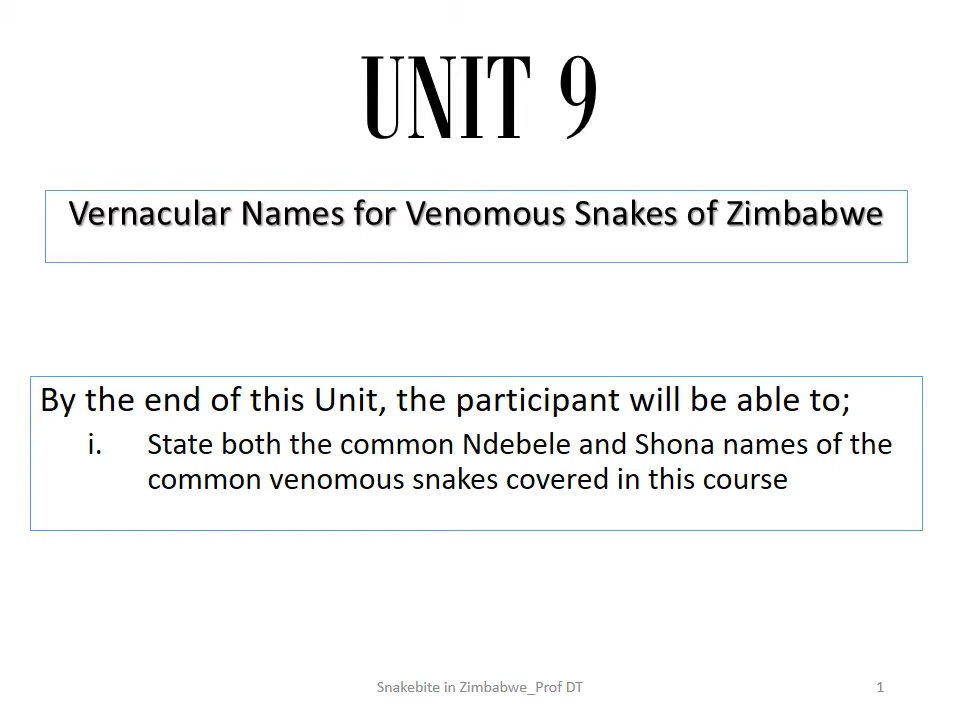 UNIT 9
Vernacular Names for Venomous Snakes of Zimbabwe
By the end of this Unit, the participant will be able to;
i. State both the common Ndebele and Shona names of the
common venomous snakes covered in this course
Snakebite in Zimbabwe_Prof DT 1